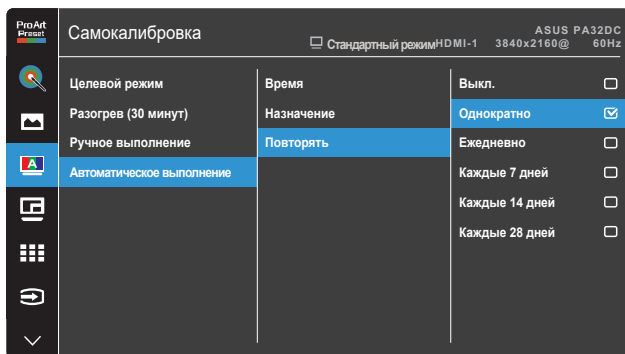 ProArt
Preset
Самокалибровка
Стандартный режим HDMI-1
ASUS PA32DC
3840x2160@ 60Hz
Целевой режим
Разогрев (30 минут)
Ручное выполнение
A
Автоматическое выполнение
Время
Назначение
Повторять
Выкл.
Однократно
Ежедневно
Каждые 7 дней
Каждые 14 дней
Каждые 28 дней